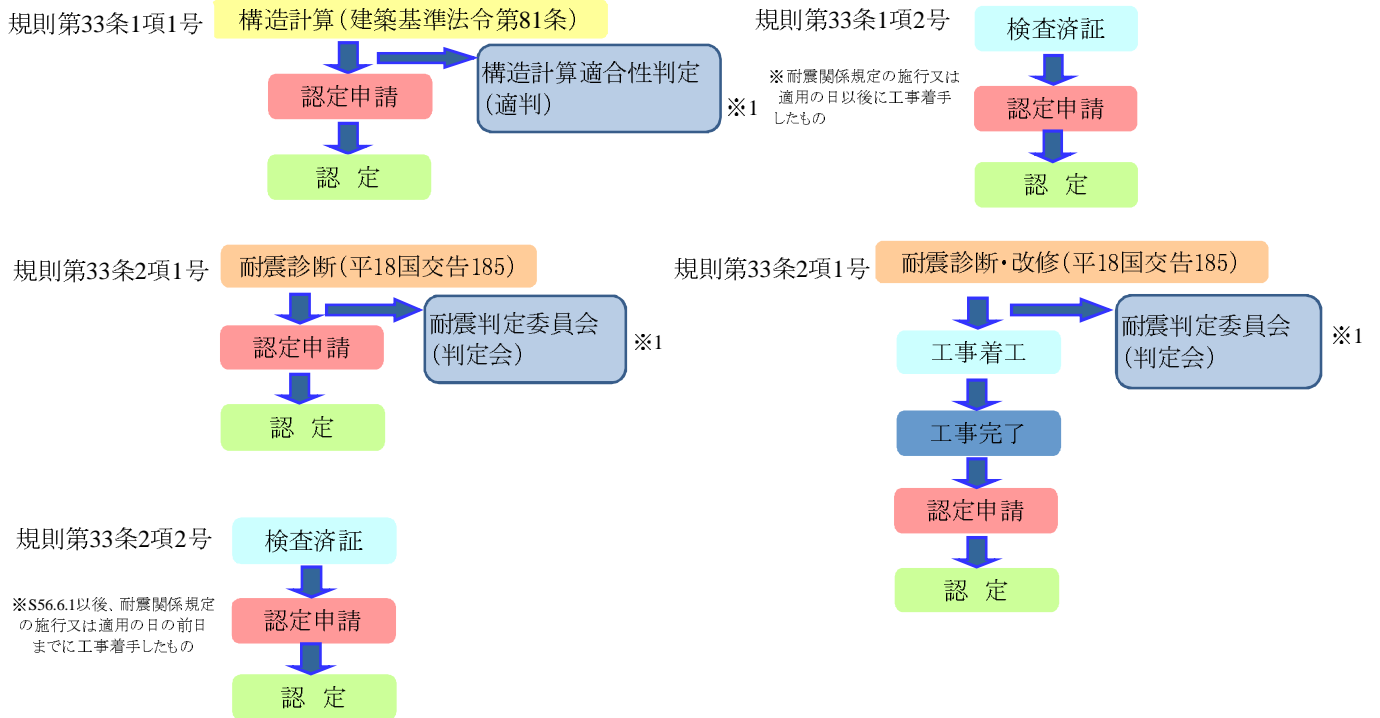 規則第33条1項1号
構造計算(建築基準法令第81条)
構造計算適合性判定
(適判)
※1
認定申請
認 定
規則第33条1項2号
検査済証
※耐震関係規定の施行又は
適用の日以後に工事着手
したもの
認定申請
認 定
規則第33条2項1号
耐震診断(平18国交告185)
耐震判定委員会
(判定会)
※1
認定申請
認 定
規則第33条2項1号
耐震診断・改修(平18国交告185)
耐震判定委員会
(判定会)
※1
工事着工
工事完了
認定申請
認 定
規則第33条2項2号
検査済証
※S56.6.1以後、耐震関係規定
の施行又は適用の日の前日
までに工事着手したもの
認定申請
認 定